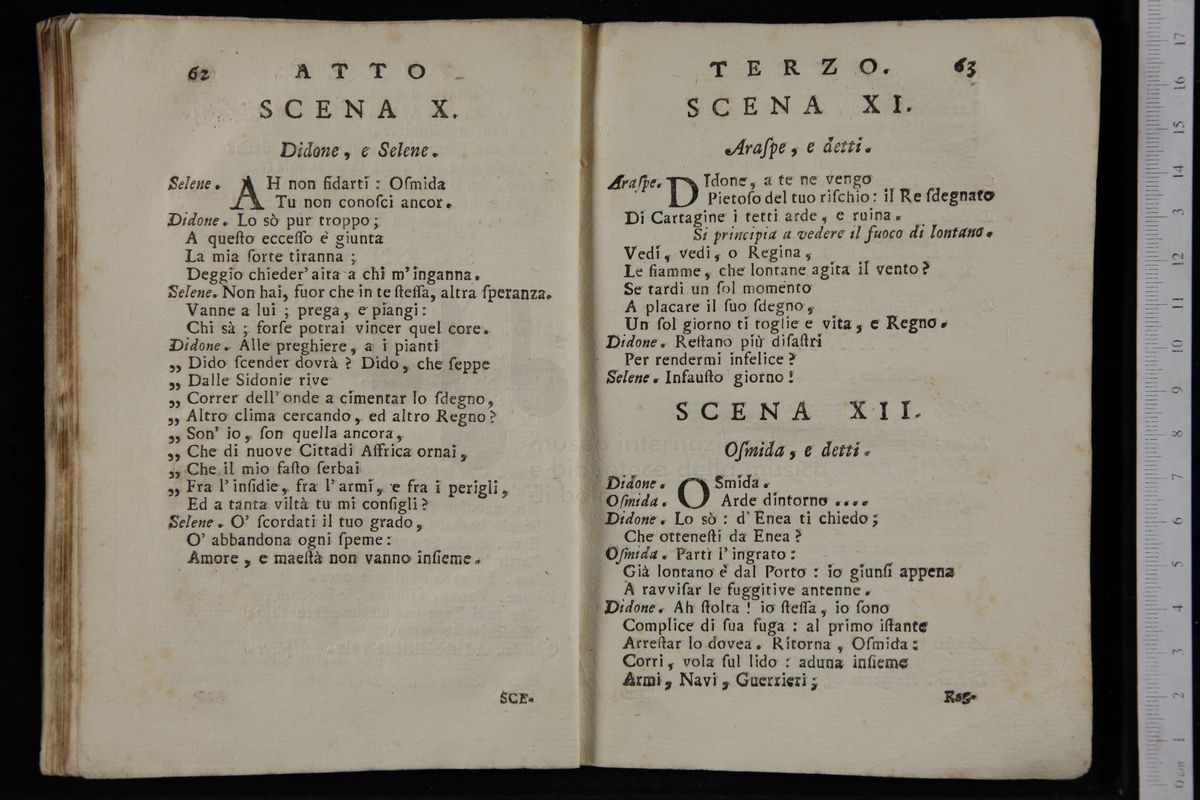 62 ATTO
SCENA X.
Didone, e Selene.
Selene. AH non fidarti : Oſmida
Tu non conoſci ancor.
Didone. Lo sò pur troppo;
A queſto ecceſſo è giunta
La mia ſorte tiranna ;
Deggio chieder' aita a chi m' inganna.
Selene. Non hai, fuor che in te ſteſſa, altra ſperanza.
Vanne a lui ; prega, e piangi:
Chi sà ; forſe potrai vincer quel core.
Didone. Alle preghiere, a i pianti
„ Dido ſcender dovrà ? Dido, che ſeppe
„ Dalle Sidonie rive
„ Correr dell' onde a cimentar lo ſdegno,
„ Altro clima cercando, ed altro Regno?
„ Son' io, ſon quella ancora,
„ Che di nuove Cittadi Affrica ornai,
„ Che il mio faſto ſerbai
„ Fra l' inſidie, fra l' armi, e fra i perigli,
Ed a tanta viltà tu mi conſigli?
Selene. O' ſcordati il tuo grado,
O' abbandona ogni ſpeme:
Amore, e maeſtà non vanno inſieme.
SCE-
TERZO. 63
SCENA XI.
Araſpe, e detti.
Araſpe. DIdone, a te ne vengo
Pietoſo del tuo riſchio: il Re ſdegnato
Di Cartagine i tetti arde, e ruina.
Si principia a vedere il fuoco di lontano.
Vedi, vedi, o Regina,
Le fiamme, che lontane agita il vento?
Se tardi un ſol momento
A placare il ſuo ſdegno,
Un ſol giorno ti toglie e vita, e Regno.
Didone. Reſtano più diſaſtri
Per rendermi infelice ?
Selene. Infauſto giorno !
SCENA XII.
Oſmida, e detti.
Didone. OSmida.
Oſmida. Arde dintorno ....
Didone. Lo sò : d' Enea ti chiedo;
Che otteneſti da Enea ?
Oſmida. Partì l' ingrato :
Già lontano è dal Porto : io giunſi appena
A ravviſar le fuggitive antenne.
Didone. Ah ſtolta ! io ſteſſa, io ſono
Complice di ſua fuga : al primo iſtante
Arreſtar lo dovea. Ritorna, Oſmida:
Corri, vola ſul lido : aduna inſieme
Armi, Navi, Guerrieri;
Rag-